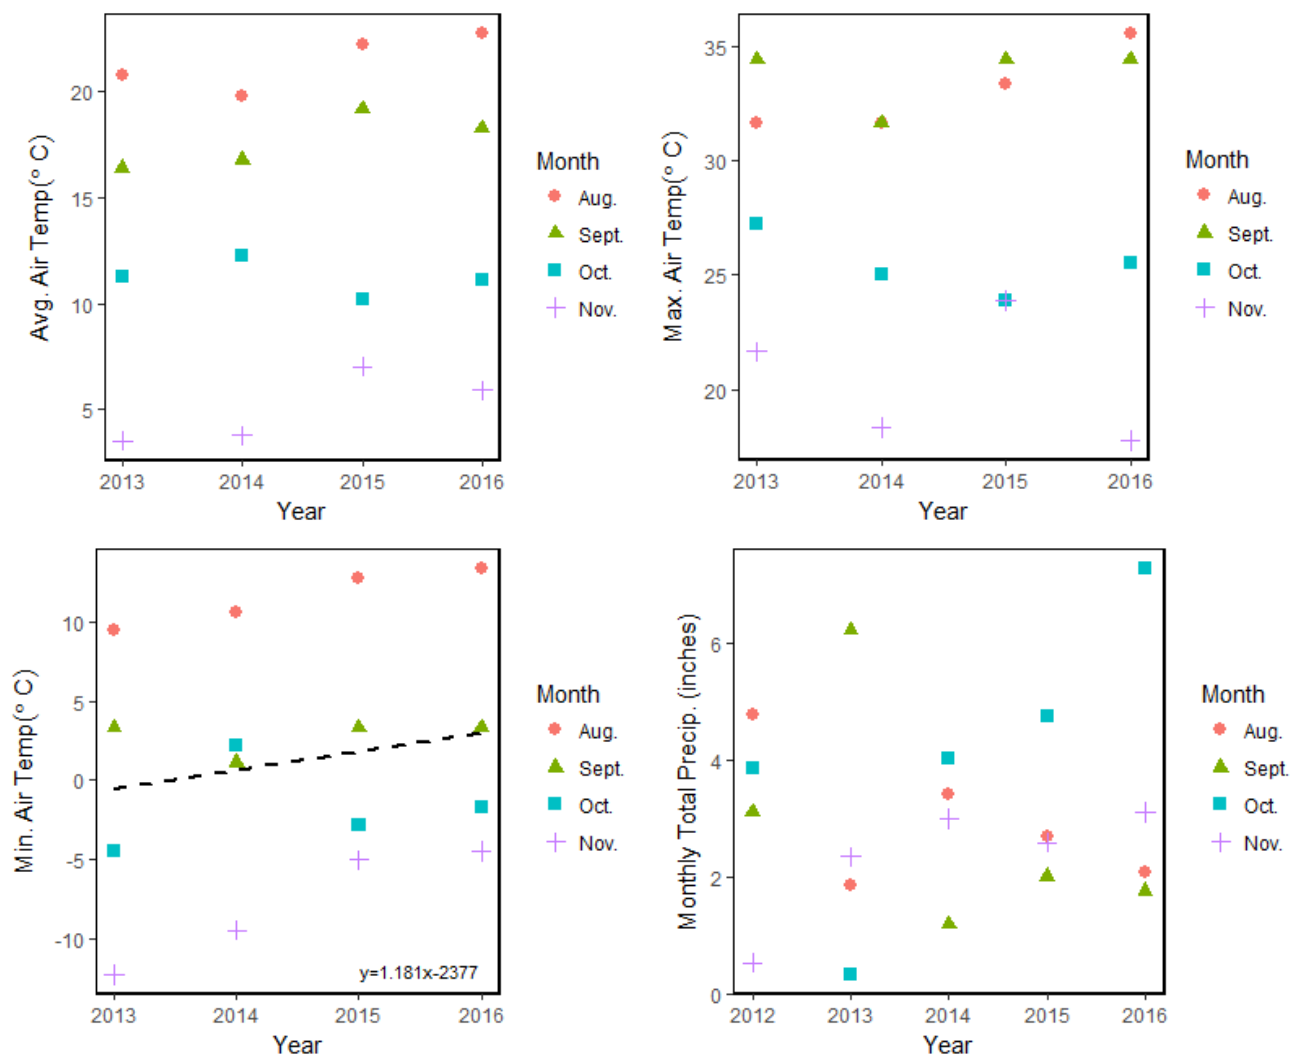 Avg. Air Temp(° C)
20
15
10
5
2013 2014 2015 2016
Year
Month
Aug.
Sept.
Oct.
Nov.
Max. Air Temp(° C)
35
30
25
20
2013 2014 2015 2016
Year
Month
Aug.
Sept.
Oct.
Nov.
Min. Air Temp(° C)
10
5
0
-5
-10
y=1.181x-2377
2013 2014 2015 2016
Year
Month
Aug.
Sept.
Oct.
Nov.
Monthly Total Precip. (inches)
6
4
2
0
2012 2013 2014 2015 2016
Year
Month
Aug.
Sept.
Oct.
Nov.